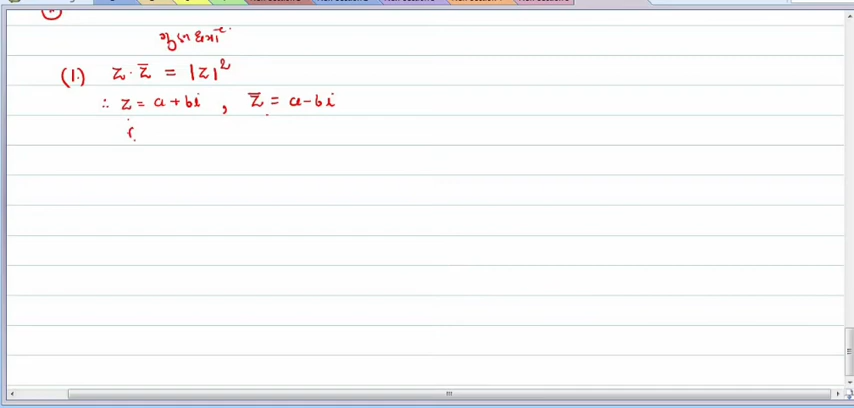 ગુણધર્મ -
(1.) z · z̄ = |z|²
∴ z = a + bi , z̄ = a - bi